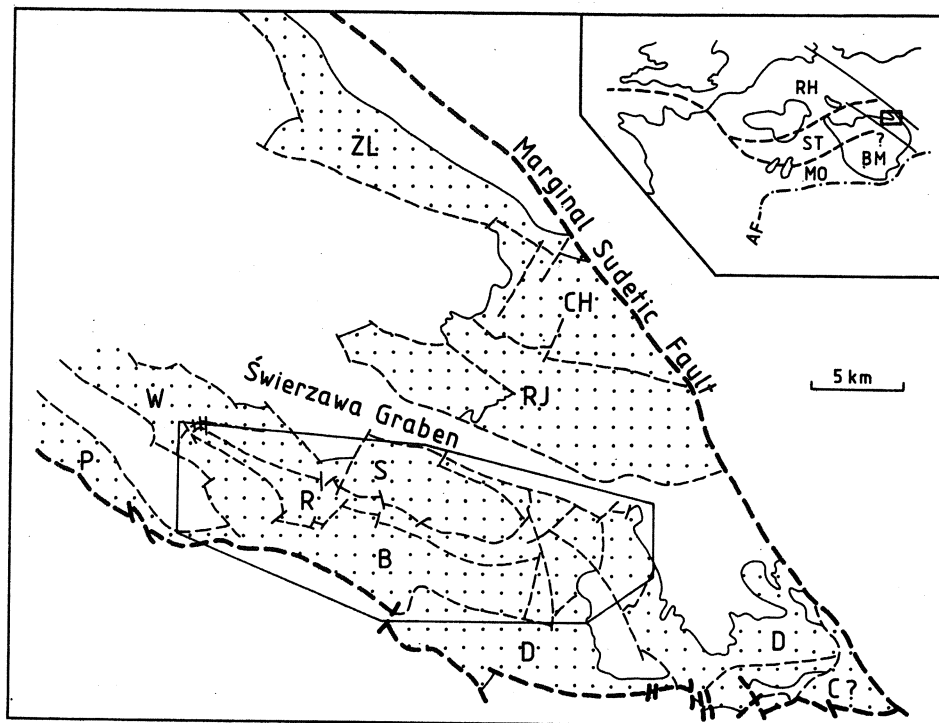 ZL
Marginal Sudetic Fault
RH
ST
?
BM
MO
AF
CH
5 km
RJ
Świerzawa Graben
W
P
S
R
B
D
D
C?